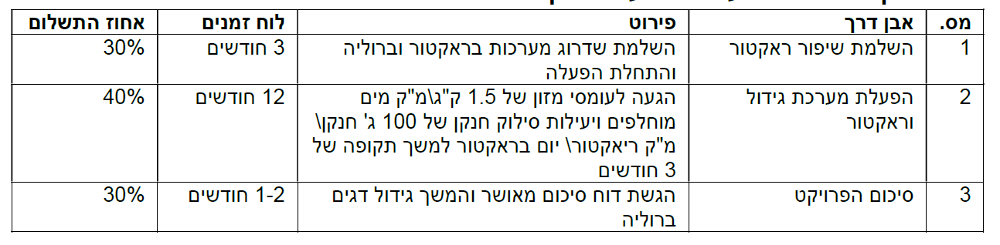 מס. אבן דרך פירוט לוח זמנים אחוז התשלום
1 השלמת שיפור ראקטור השלמת שדרוג מערכות בראקטור וברוליה 3 חודשים 30%
והתחלת הפעלה
2 הפעלת מערכת גידול הגעה לעומסי מזון של 1.5 ק"ג\מ"ק מים 12 חודשים 40%
וראקטור מוחלפים ויעילות סילוק חנקן של 100 ג' חנקן\
מ"ק ריאקטור\ יום בראקטור למשך תקופה של
3 חודשים
3 סיכום הפרויקט הגשת דוח סיכום מאושר והמשך גידול דגים 1-2 חודשים 30%
ברוליה